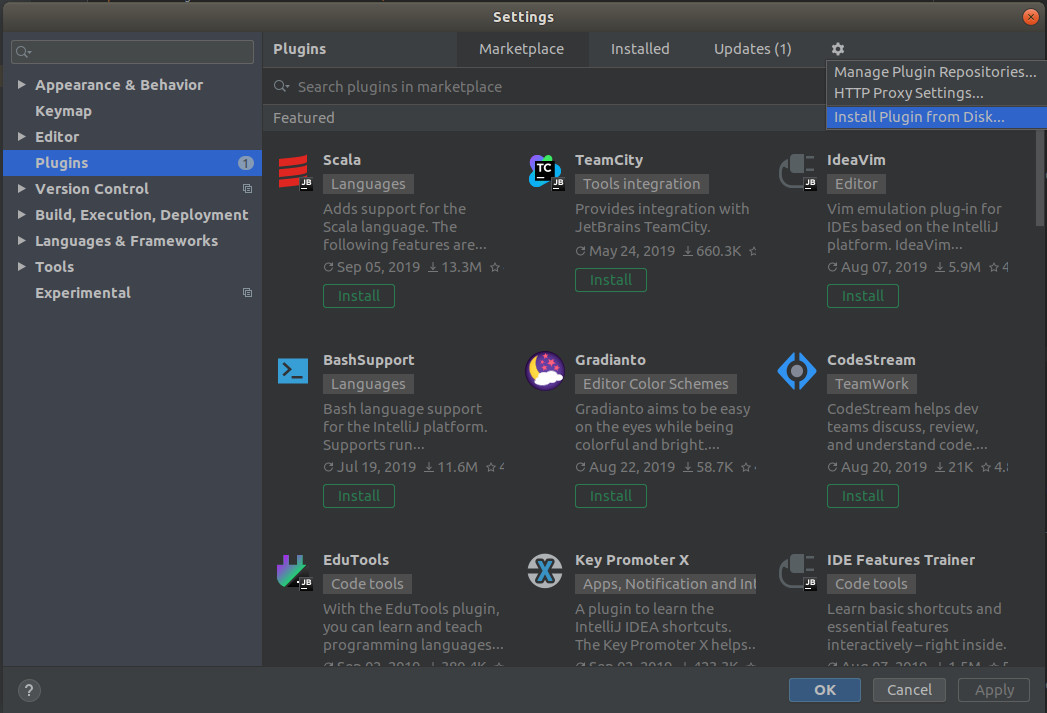 Settings
Plugins
Marketplace
Installed
Updates (1)
Manage Plugin Repositories...
HTTP Proxy Settings...
Install Plugin from Disk...
Appearance & Behavior
Keymap
Editor
Plugins 1
Version Control
Build, Execution, Deployment
Languages & Frameworks
Tools
Experimental
Search plugins in marketplace
Featured
Scala
Languages
Adds support for the
Scala language. The
following features are...
Sep 05, 2019 13.3M
Install
JB
TeamCity
Tools integration
Provides integration with
JetBrains TeamCity.
May 24, 2019 660.3K
Install
TC
JB
IdeaVim
Editor
Vim emulation plug-in for
IDEs based on the IntelliJ
platform. IdeaVim...
Aug 07, 2019 5.9M 4
Install
JB
BashSupport
Languages
Bash language support
for the IntelliJ platform.
Supports run...
Jul 19, 2019 11.6M
Install
Gradianto
Editor Color Schemes
Gradianto aims to be easy
on the eyes while being
colorful and bright....
Aug 22, 2019 58.7K
Install
CodeStream
TeamWork
CodeStream helps dev
teams discuss, review,
and understand code....
Aug 20, 2019 21K 4.
Install
EduTools
Code tools
With the EduTools plugin,
you can learn and teach
programming languages...
JB
Key Promoter X
Apps, Notification and Int
A plugin to learn the
IntelliJ IDEA shortcuts.
The Key Promoter X helps...
X
IDE Features Trainer
Code tools
Learn basic shortcuts and
essential features
interactively – right inside.
JB
?
OK
Cancel
Apply